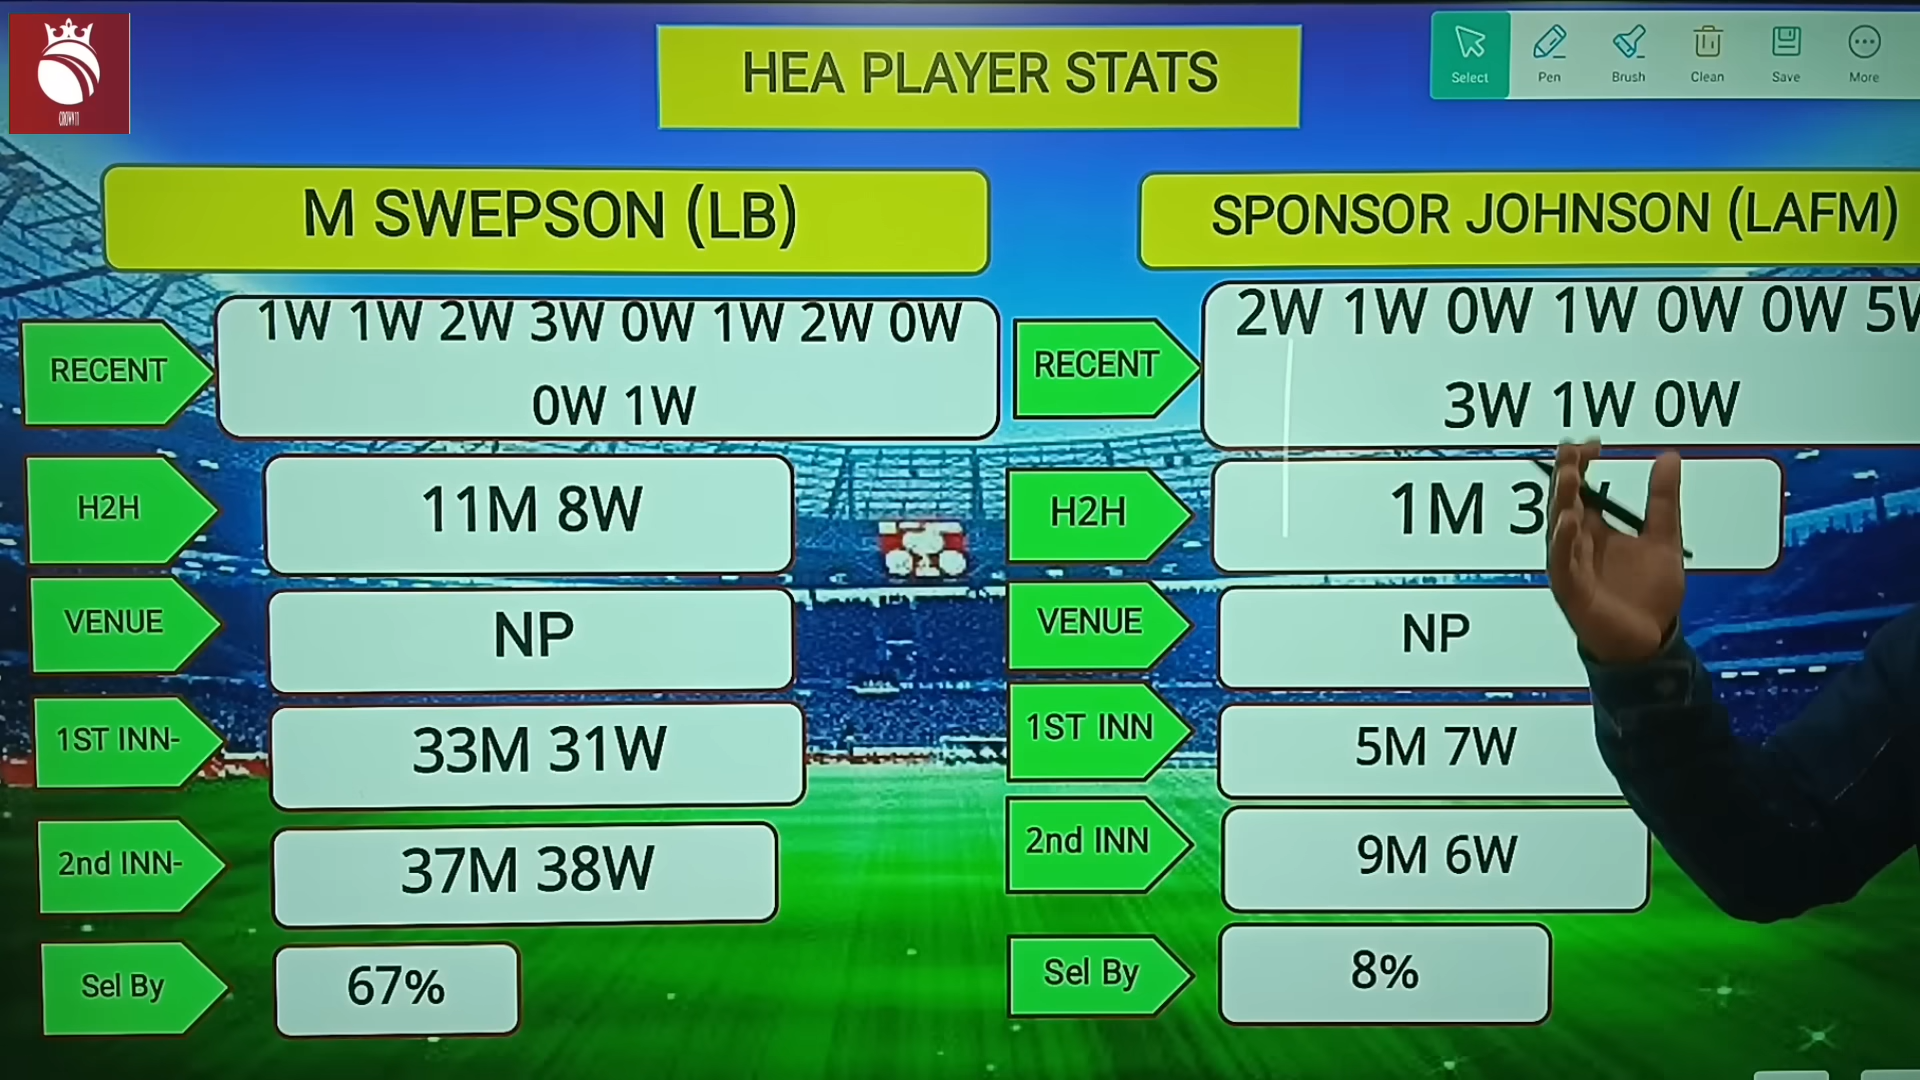 HEA PLAYER STATS
Select Pen Brush Clean Save More
M SWEPSON (LB)
RECENT
1W 1W 2W 3W 0W 1W 2W 0W
0W 1W
H2H
11M 8W
VENUE
NP
1ST INN-
33M 31W
2nd INN-
37M 38W
Sel By
67%
SPONSOR JOHNSON (LAFM)
RECENT
2W 1W 0W 1W 0W 0W 5W
3W 1W 0W
H2H
1M 3
VENUE
NP
1ST INN
5M 7W
2nd INN
9M 6W
Sel By
8%